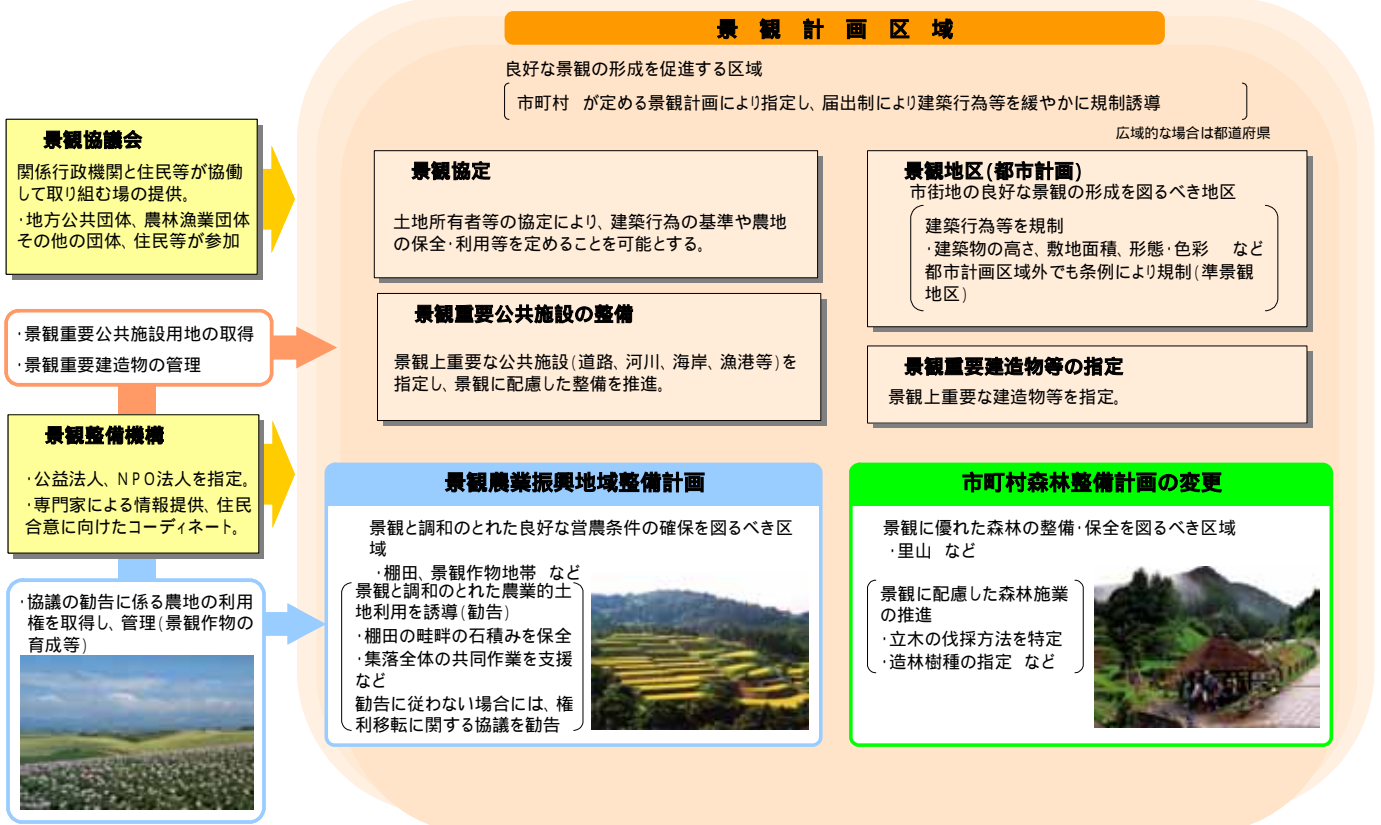 景観計画区域
良好な景観の形成を促進する区域
市町村　が定める景観計画により指定し、届出制により建築行為等を緩やかに規制誘導
広域的な場合は都道府県
景観協議会
関係行政機関と住民等が協働
して取り組む場の提供。
・地方公共団体、農林漁業団体
その他の団体、住民等が参加
・景観重要公共施設用地の取得
・景観重要建造物の管理
景観整備機構
・公益法人、NPO法人を指定。
・専門家による情報提供、住民
合意に向けたコーディネート。
・協議の勧告に係る農地の利用
権を取得し、管理(景観作物の
育成等)
景観協定
土地所有者等の協定により、建築行為の基準や農地
の保全・利用等を定めることを可能とする。
景観地区(都市計画)
市街地の良好な景観の形成を図るべき地区
建築行為等を規制
・建築物の高さ、敷地面積、形態・色彩　など
都市計画区域外でも条例により規制(準景観
地区)
景観重要公共施設の整備
景観上重要な公共施設(道路、河川、海岸、漁港等)を
指定し、景観に配慮した整備を推進。
景観重要建造物等の指定
景観上重要な建造物等を指定。
景観農業振興地域整備計画
景観と調和のとれた良好な営農条件の確保を図るべき区
域
・棚田、景観作物地帯　など
景観と調和のとれた農業的土
地利用を誘導(勧告)
・棚田の畦畔の石積みを保全
・集落全体の共同作業を支援
など
勧告に従わない場合には、権
利移転に関する協議を勧告
市町村森林整備計画の変更
景観に優れた森林の整備・保全を図るべき区域
・里山　など
景観に配慮した森林施業
の推進
・立木の伐採方法を特定
・造林樹種の指定　など